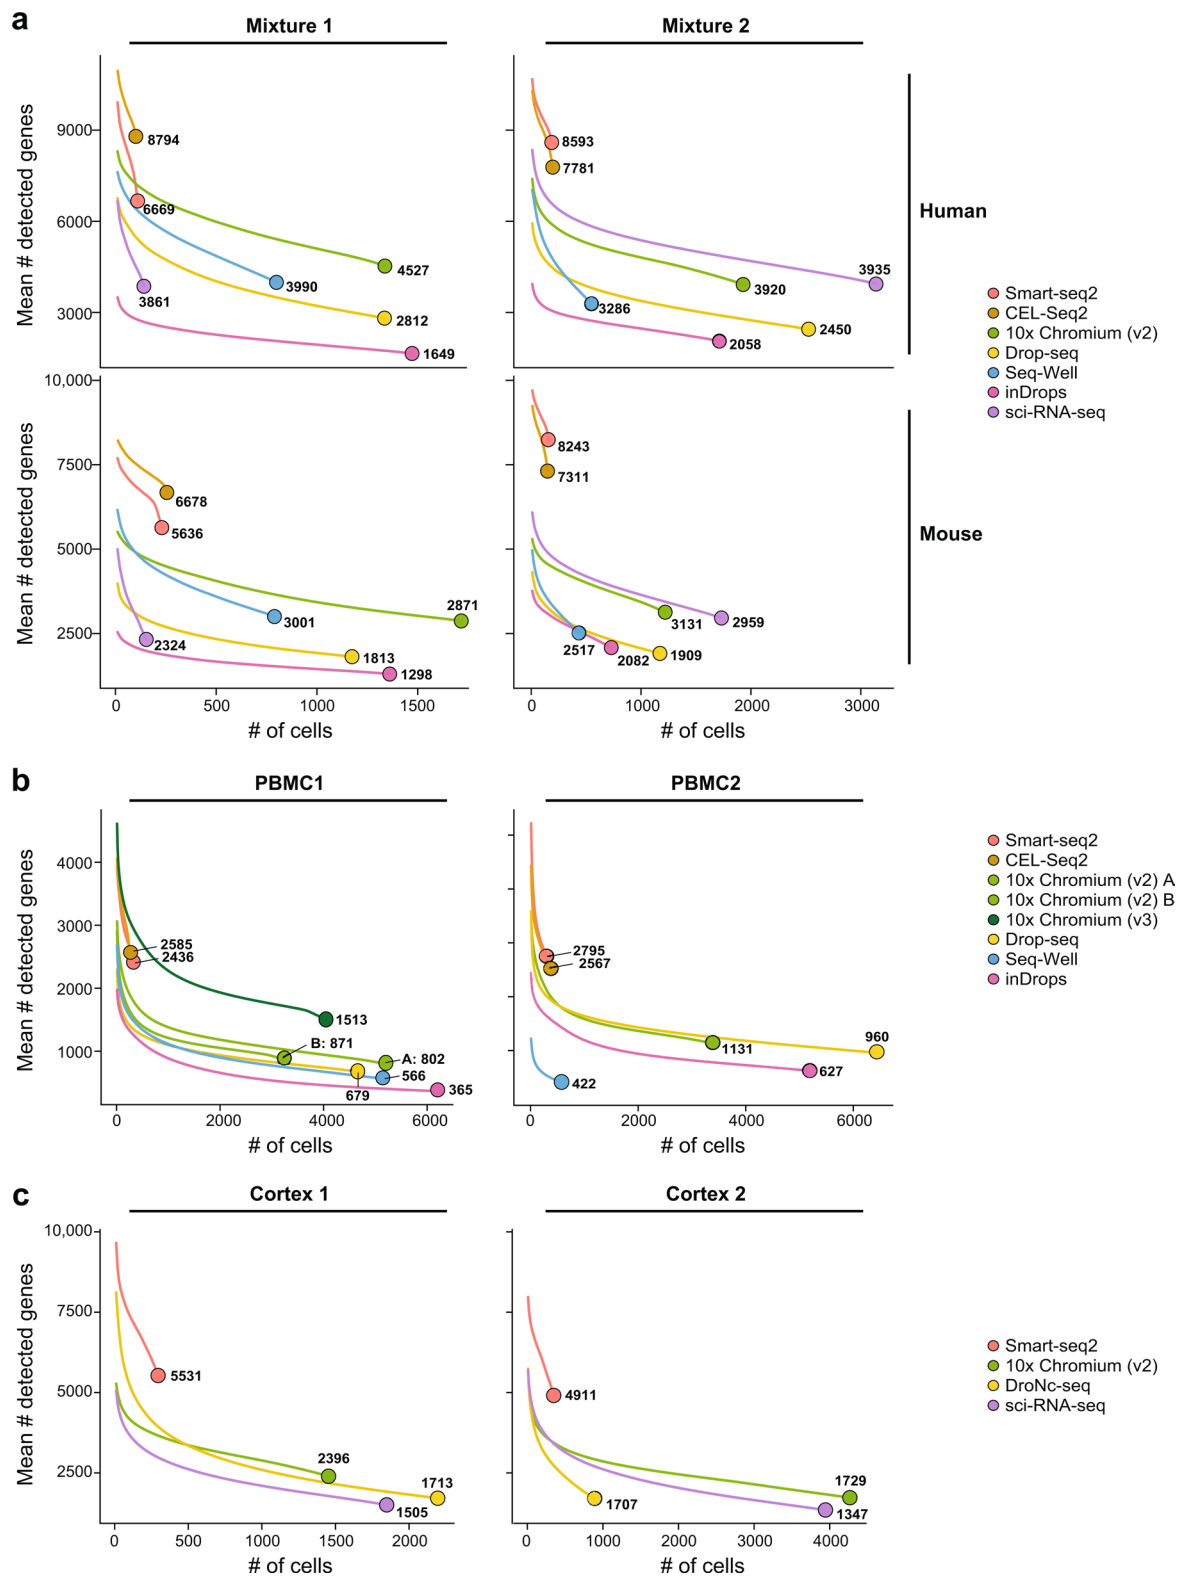 a
Mixture 1
Mixture 2
Mean # detected genes
9000
6000
3000
8794
6669
3861
4527
3990
2812
1649
8593
7781
3286
3935
3920
2450
2058
Human
Smart-seq2
CEL-Seq2
10x Chromium (v2)
Drop-seq
Seq-Well
inDrops
sci-RNA-seq
Mean # detected genes
10,000
7500
5000
2500
6678
5636
2324
3001
2871
1813
1298
8243
7311
2517
2082
3131
2959
1909
Mouse
0 500 1000 1500
# of cells
0 1000 2000 3000
# of cells
b
PBMC1
PBMC2
Mean # detected genes
4000
3000
2000
1000
2585
2436
1513
B: 871
A: 802
566
679
365
2795
2567
960
1131
627
422
Smart-seq2
CEL-Seq2
10x Chromium (v2) A
10x Chromium (v2) B
10x Chromium (v3)
Drop-seq
Seq-Well
inDrops
0 2000 4000 6000
# of cells
0 2000 4000 6000
# of cells
c
Cortex 1
Cortex 2
Mean # detected genes
10,000
7500
5000
2500
5531
2396
1713
1505
4911
1707
1729
1347
Smart-seq2
10x Chromium (v2)
DroNc-seq
sci-RNA-seq
0 500 1000 1500 2000
# of cells
0 1000 2000 3000 4000
# of cells